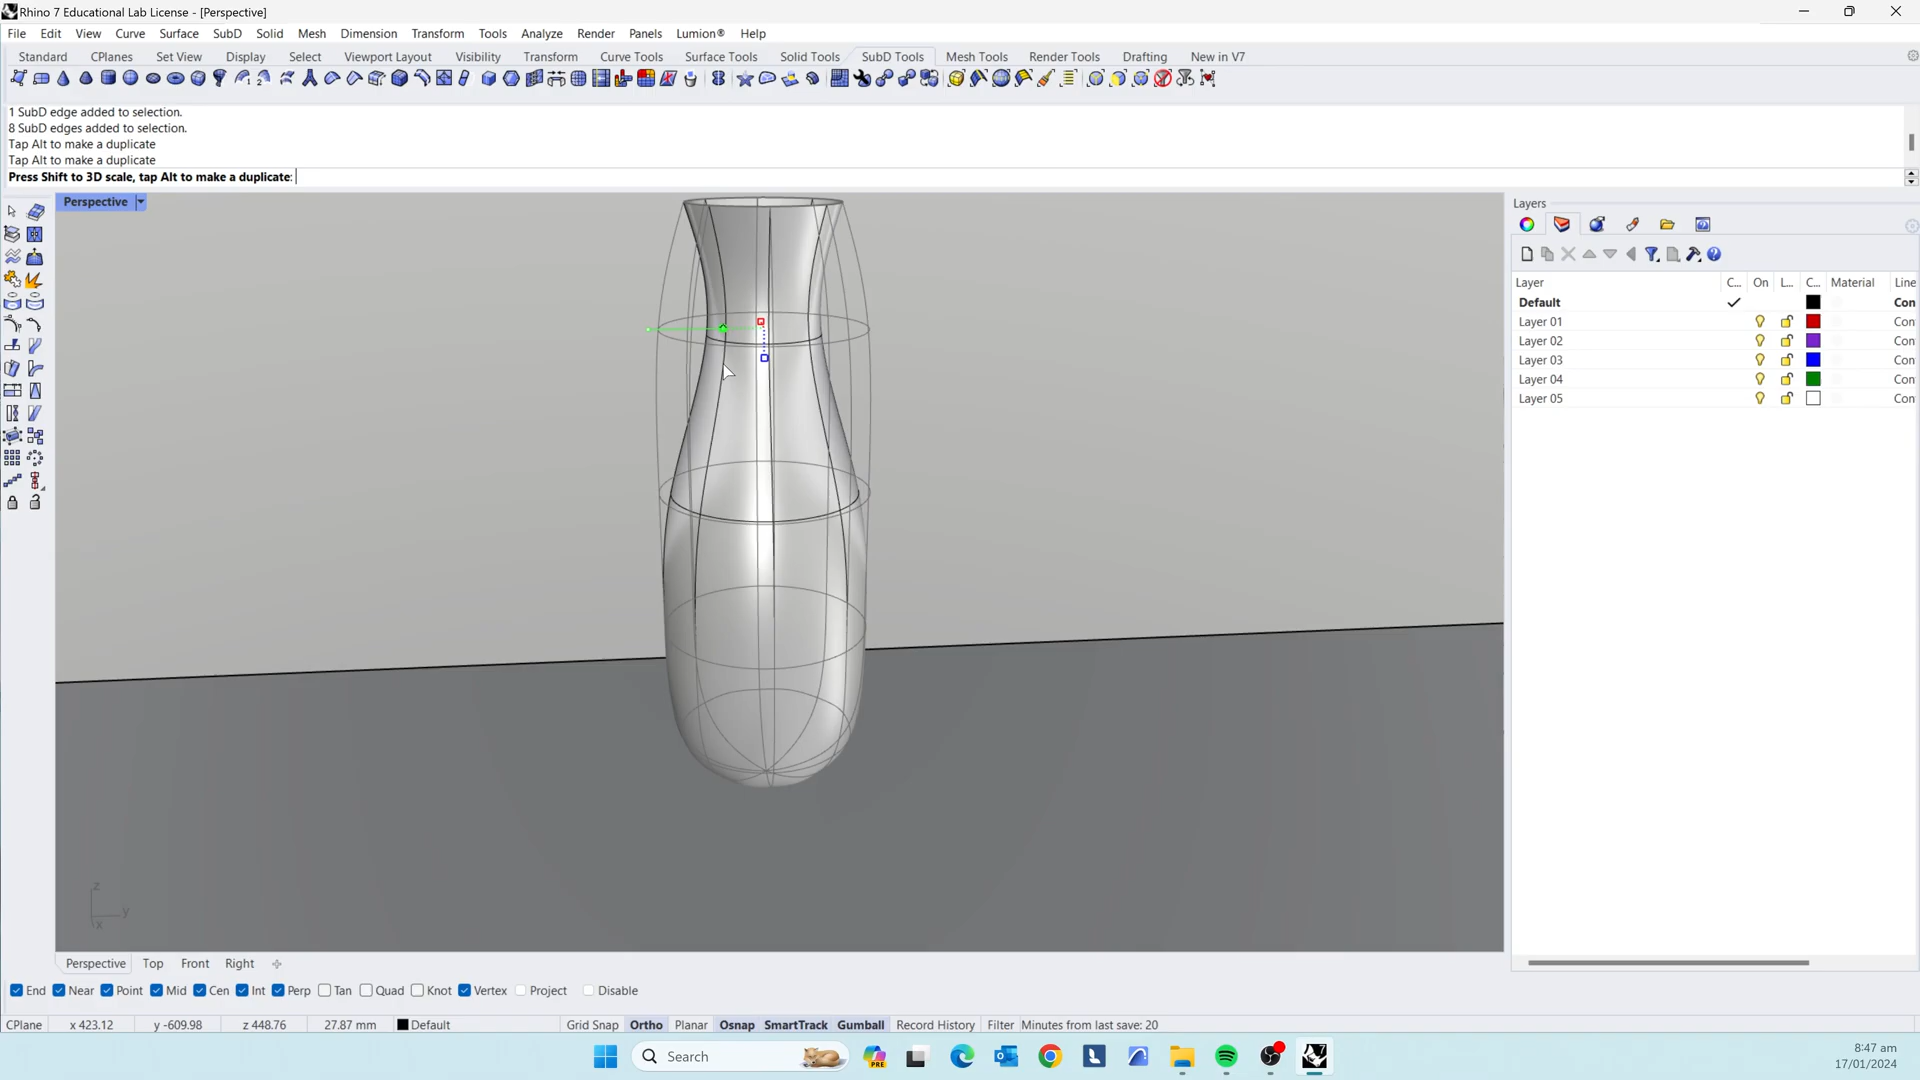 Rhino 7 Educational Lab License - [Perspective]
File Edit View Curve Surface SubD Solid Mesh Dimension Transform Tools Analyze Render Panels Lumion® Help
Standard CPlanes Set View Display Select Viewport Layout Visibility Transform Curve Tools Surface Tools Solid Tools SubD Tools Mesh Tools Render Tools Drafting New in V7
1 SubD edge added to selection.
8 SubD edges added to selection.
Tap Alt to make a duplicate
Tap Alt to make a duplicate
Press Shift to 3D scale, tap Alt to make a duplicate:
Perspective
Layers
Layer C... On L... C... Material Line
Default Con
Layer 01 Con
Layer 02 Con
Layer 03 Con
Layer 04 Con
Layer 05 Con
z
y
x
Perspective Top Front Right
End Near Point Mid Cen Int Perp Tan Quad Knot Vertex Project Disable
CPlane x 423.12 y -609.98 z 448.76 27.87 mm Default Grid Snap Ortho Planar Osnap SmartTrack Gumball Record History Filter Minutes from last save: 20
Search PRE
8:47 am
17/01/2024